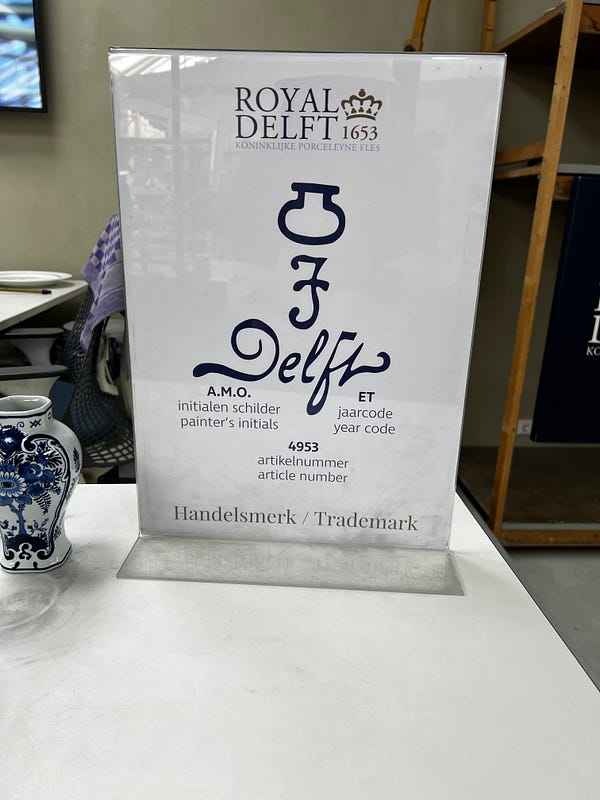 ROYAL
DELFT 1653
KONINKLIJKE PORCELEYNE FLES
Delft
A.M.O.
initialen schilder
painter's initials
ET
jaarcode
year code
4953
artikelnummer
article number
Handelsmerk / Trademark